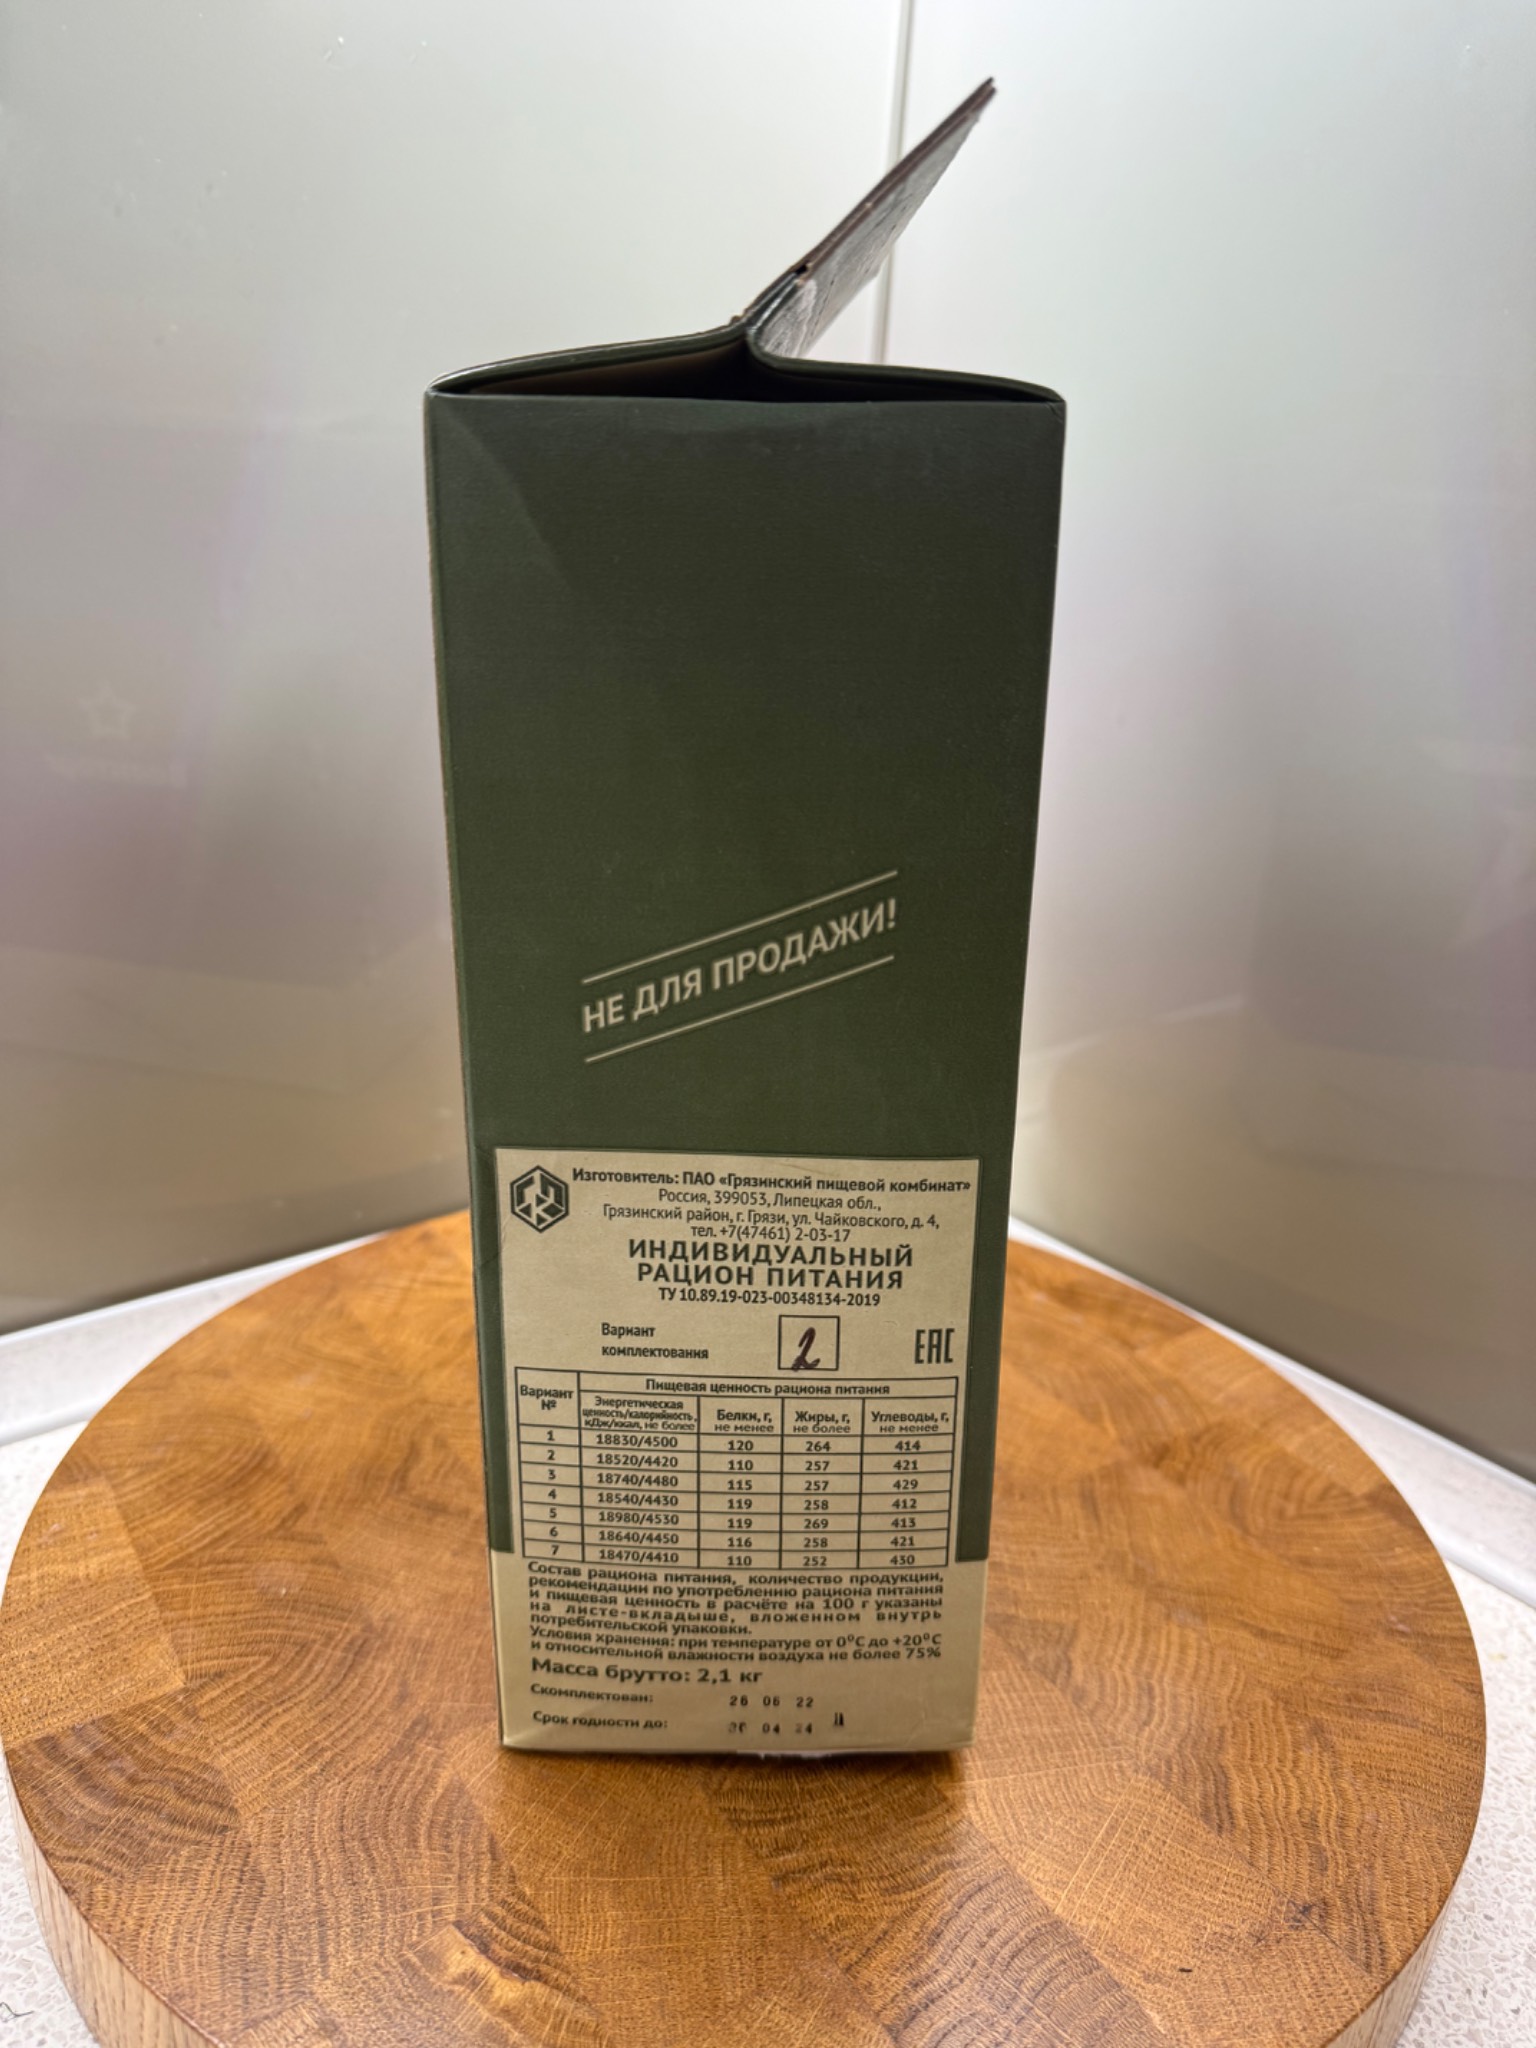 НЕ ДЛЯ ПРОДАЖИ!
Изготовитель: ПАО «Грязинский пищевой комбинат»
Россия, 399053, Липецкая обл.,
Грязинский район, г. Грязи, ул. Чайковского, д. 4,
тел. +7(47461) 2-03-17
ИНДИВИДУАЛЬНЫЙ
РАЦИОН ПИТАНИЯ
ТУ 10.89.19-023-00348134-2019
Вариант
комплектования
2
ЕАС
Вариант №
Пищевая ценность рациона питания
Энергетическая
ценность/калорийность,
кДж/ккал, не более
Белки, г,
не менее
Жиры, г,
не более
Углеводы, г,
не менее
1 18830/4500 120 264 414
2 18520/4420 110 257 421
3 18740/4480 115 257 429
4 18540/4430 119 258 412
5 18980/4530 119 269 413
6 18640/4450 116 258 421
7 18470/4410 110 252 430
Состав рациона питания, количество продукции,
рекомендации по употреблению рациона питания
и пищевая ценность в расчёте на 100 г указаны
на листе-вкладыше, вложенном внутрь
потребительской упаковки.
Условия хранения: при температуре от 0°С до +20°С
и относительной влажности воздуха не более 75%
Масса брутто: 2,1 кг
Скомплектован: 26 06 22
Срок годности до: 04